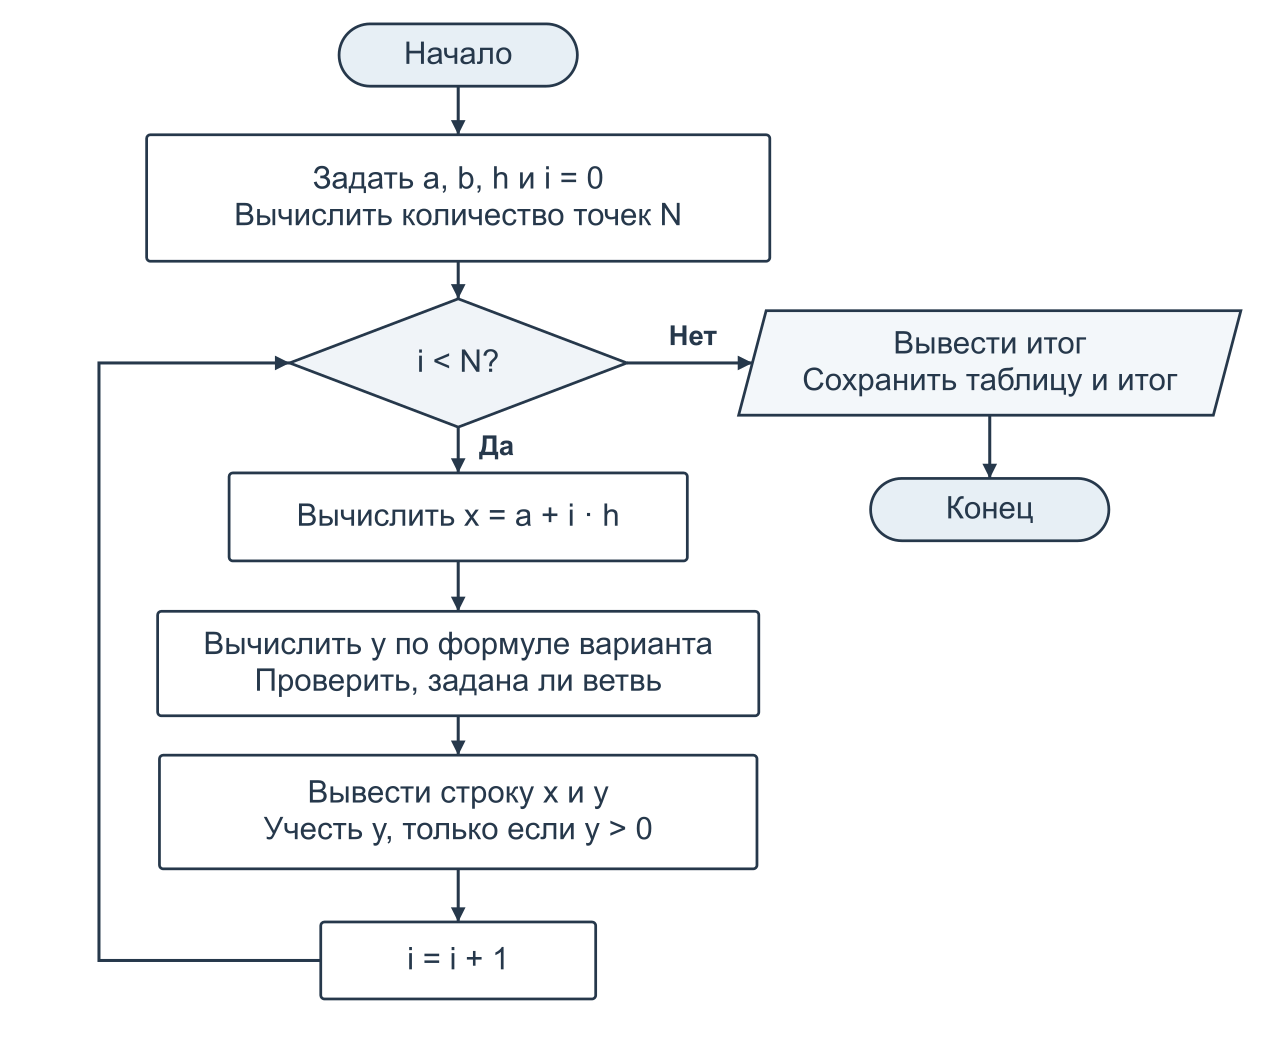 Начало
Задать a, b, h и i = 0
Вычислить количество точек N
i < N?
Нет
Вывести итог
Сохранить таблицу и итог
Да
Вычислить x = a + i · h
Конец
Вычислить y по формуле варианта
Проверить, задана ли ветвь
Вывести строку x и y
Учесть y, только если y > 0
i = i + 1